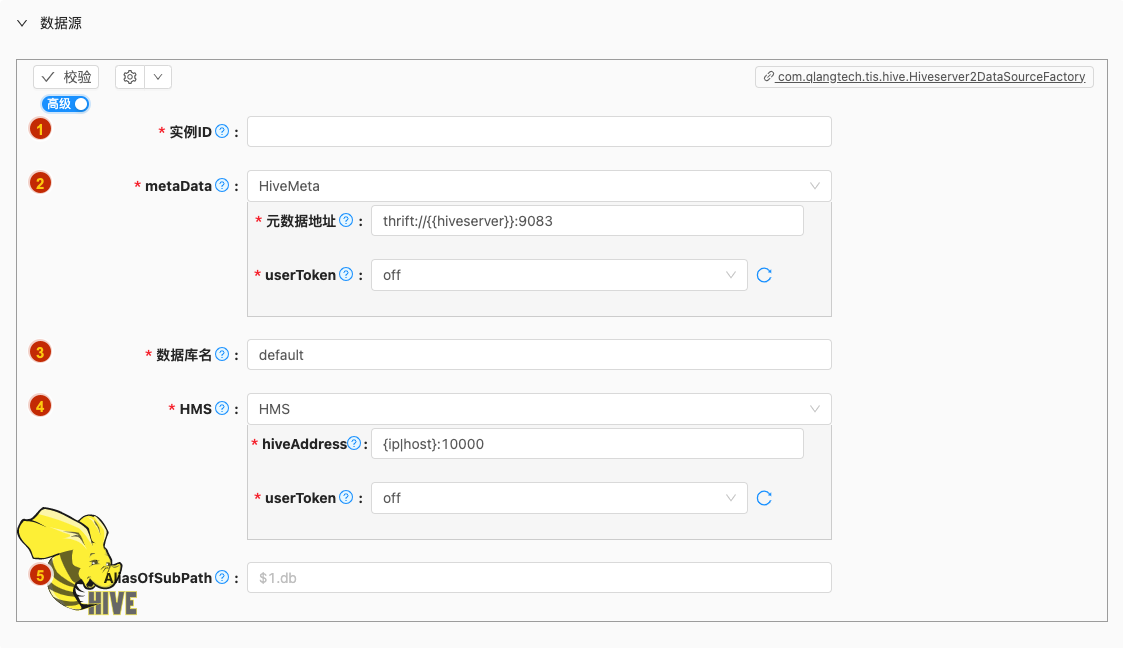 数据源
校验
com.qlangtech.tis.hive.Hiveserver2DataSourceFactory
高级
1
* 实例ID ? :
2
* metaData ? : HiveMeta
* 元数据地址 ? : thrift://{{hiveserver}}:9083
* userToken ? : off
3
* 数据库名 ? : default
4
* HMS ? : HMS
* hiveAddress ? : {ip|host}:10000
* userToken ? : off
5
AliasOfSubPath ? : $1.db
HIVE